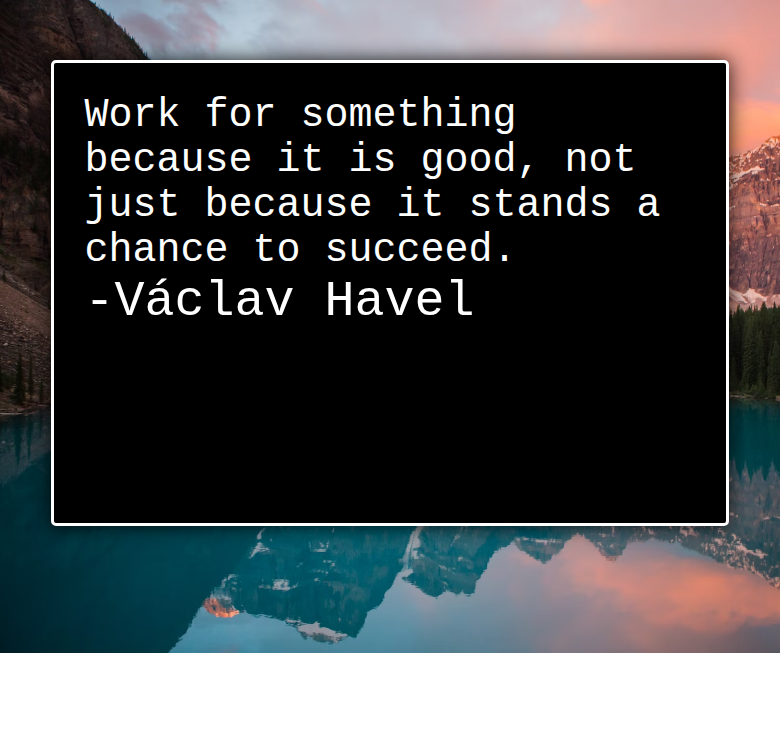 Work for something
because it is good, not
just because it stands a
chance to succeed.
-Václav Havel